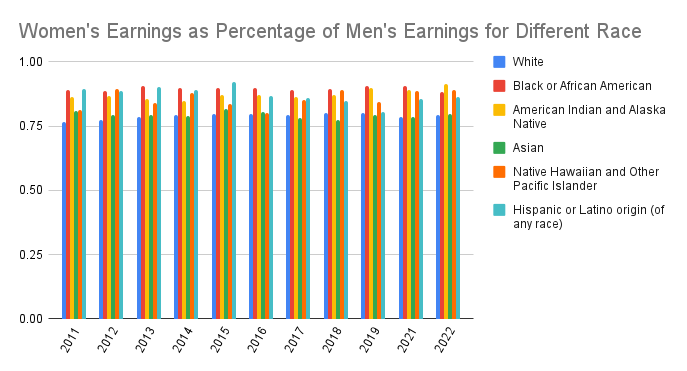 Women's Earnings as Percentage of Men's Earnings for Different Race
1.00
0.75
0.50
0.25
0.00
2011
2012
2013
2014
2015
2016
2017
2018
2019
2021
2022
White
Black or African American
American Indian and Alaska
Native
Asian
Native Hawaiian and Other
Pacific Islander
Hispanic or Latino origin (of
any race)